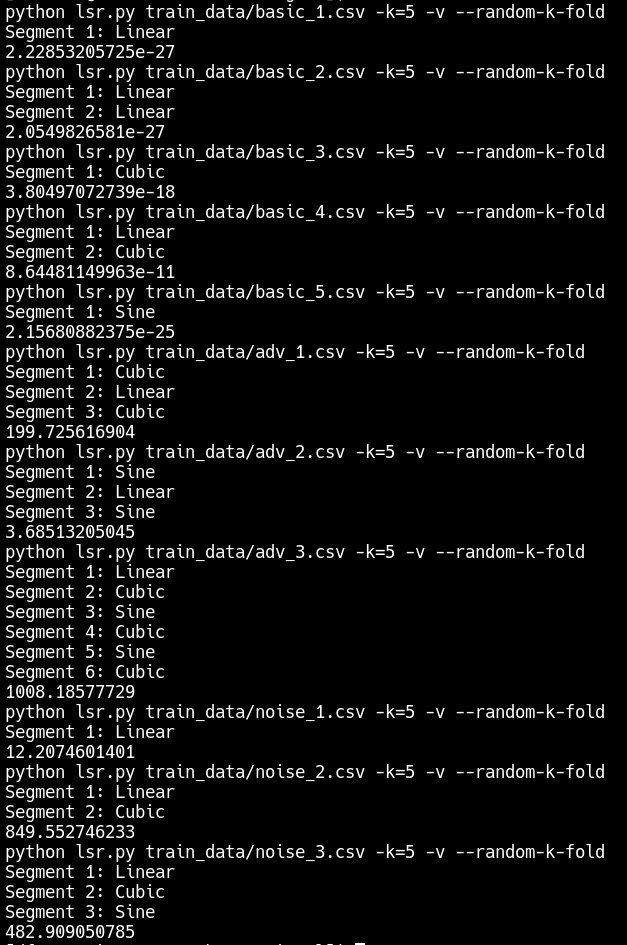 python lsr.py train_data/basic_1.csv -k=5 -v --random-k-fold
Segment 1: Linear
2.22853205725e-27
python lsr.py train_data/basic_2.csv -k=5 -v --random-k-fold
Segment 1: Linear
Segment 2: Linear
2.0549826581e-27
python lsr.py train_data/basic_3.csv -k=5 -v --random-k-fold
Segment 1: Cubic
3.80497072739e-18
python lsr.py train_data/basic_4.csv -k=5 -v --random-k-fold
Segment 1: Linear
Segment 2: Cubic
8.64481149963e-11
python lsr.py train_data/basic_5.csv -k=5 -v --random-k-fold
Segment 1: Sine
2.15680882375e-25
python lsr.py train_data/adv_1.csv -k=5 -v --random-k-fold
Segment 1: Cubic
Segment 2: Linear
Segment 3: Cubic
199.725616904
python lsr.py train_data/adv_2.csv -k=5 -v --random-k-fold
Segment 1: Sine
Segment 2: Linear
Segment 3: Sine
3.68513205045
python lsr.py train_data/adv_3.csv -k=5 -v --random-k-fold
Segment 1: Linear
Segment 2: Cubic
Segment 3: Sine
Segment 4: Cubic
Segment 5: Sine
Segment 6: Cubic
1008.18577729
python lsr.py train_data/noise_1.csv -k=5 -v --random-k-fold
Segment 1: Linear
12.2074601401
python lsr.py train_data/noise_2.csv -k=5 -v --random-k-fold
Segment 1: Linear
Segment 2: Cubic
849.552746233
python lsr.py train_data/noise_3.csv -k=5 -v --random-k-fold
Segment 1: Linear
Segment 2: Cubic
Segment 3: Sine
482.909050785